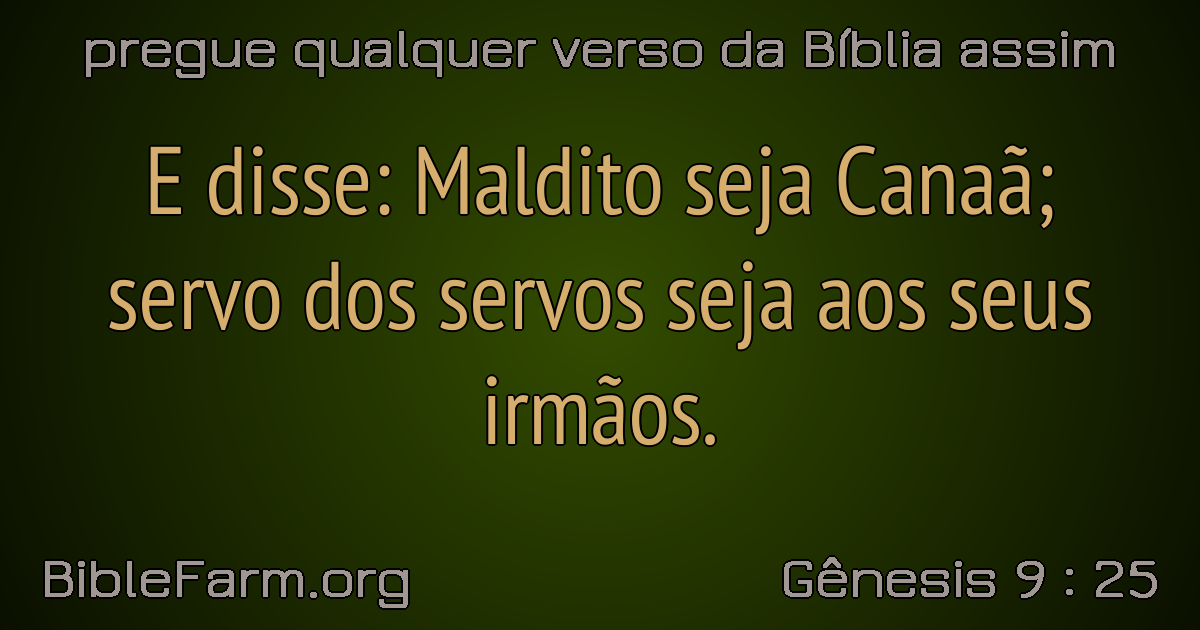 pregue qualquer verso da Bíblia assim
E disse: Maldito seja Canaã;
servo dos servos seja aos seus
irmãos.
BibleFarm.org
Gênesis 9 : 25